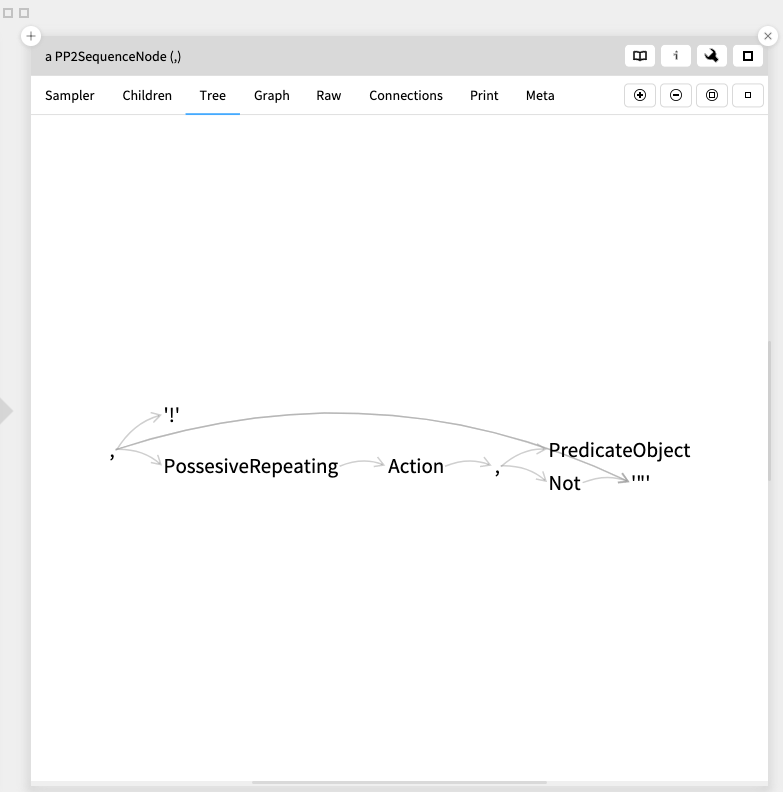 a PP2SequenceNode (,)
Sampler Children Tree Graph Raw Connections Print Meta
'!'
,
PossesiveRepeating Action ,
PredicateObject
Not '"'